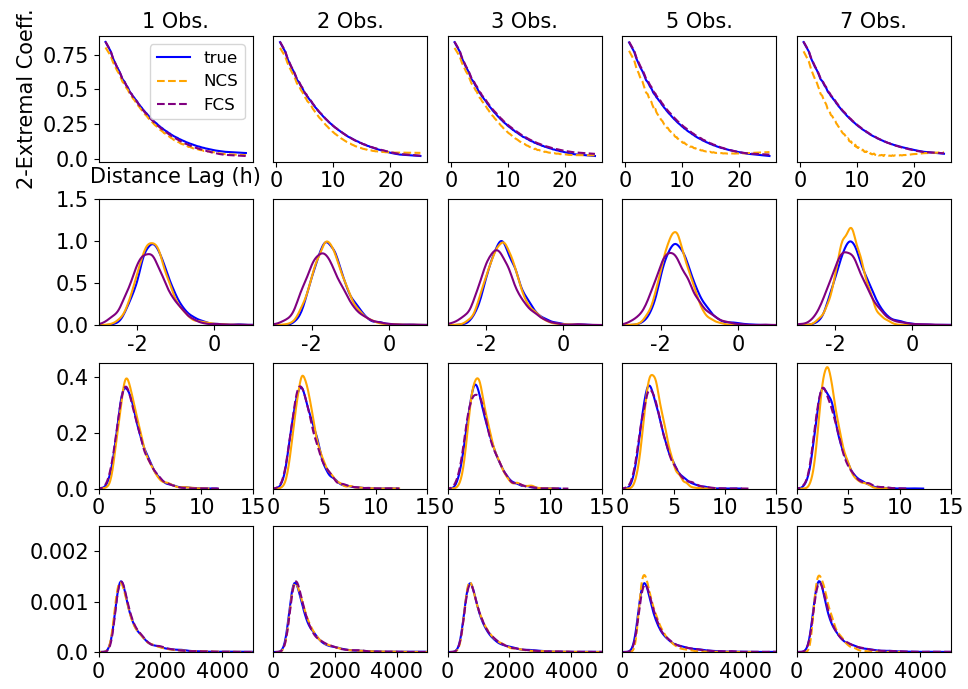 1 Obs. 2 Obs. 3 Obs. 5 Obs. 7 Obs.
2-Extremal Coeff.
0.75
0.50
0.25
0.00
true
NCS
FCS
Distance Lag (h) 0 10 20 0 10 20 0 10 20 0 10 20
1.5
1.0
0.5
0.0
-2 0 -2 0 -2 0 -2 0 -2 0
0.4
0.2
0.0
0 5 10 15 0 5 10 15 0 5 10 15 0 5 10 15 0 5 10 15
0.002
0.001
0.0
0 2000 4000 0 2000 4000 0 2000 4000 0 2000 4000 0 2000 4000